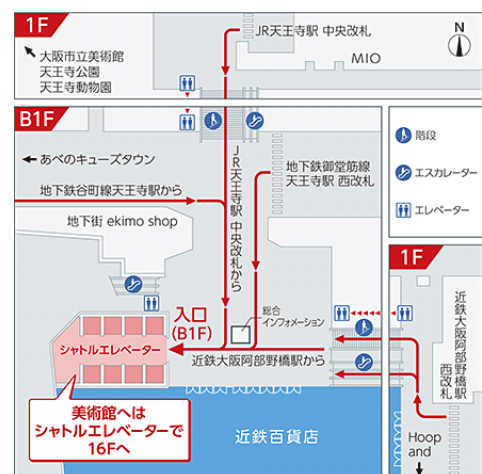 1F
JR天王寺駅 中央改札
N
MIO
大阪市立美術館
天王寺公園
天王寺動物園
B1F
あべのキューズタウン
地下鉄谷町線天王寺駅から
地下街 ekimo shop
JR天王寺駅 中央改札から
地下鉄御堂筋線
天王寺駅 西改札
階段
エスカレーター
エレベーター
1F
近鉄大阪阿部野橋駅
西改札
入口
(B1F)
総合
インフォメーション
シャトルエレベーター
近鉄大阪阿部野橋駅から
美術館へは
シャトルエレベーターで
16Fへ
近鉄百貨店
Hoop
and